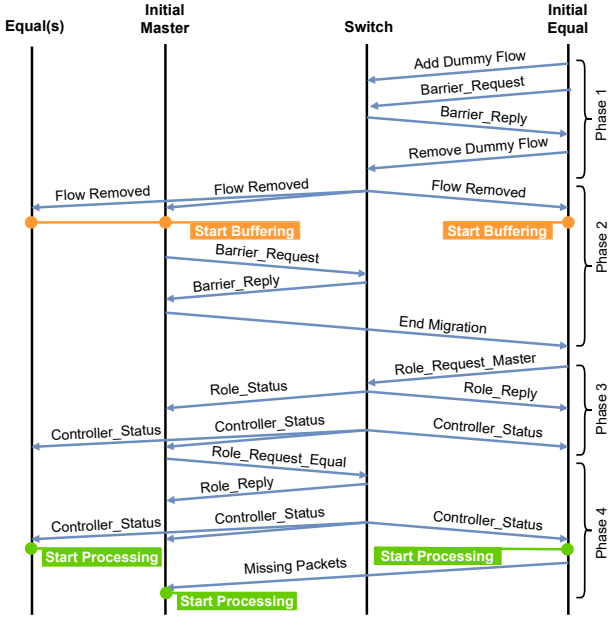 Equal(s)
Initial
Master
Switch
Initial
Equal
Add Dummy Flow
Barrier_Request
Barrier_Reply
Remove Dummy Flow
Phase 1
Flow Removed
Flow Removed
Flow Removed
Start Buffering
Start Buffering
Barrier_Request
Barrier_Reply
End Migration
Phase 2
Role_Request_Master
Role_Status
Role_Reply
Controller_Status
Controller_Status
Controller_Status
Phase 3
Role_Request_Equal
Role_Reply
Controller_Status
Controller_Status
Controller_Status
Start Processing
Start Processing
Missing Packets
Start Processing
Phase 4